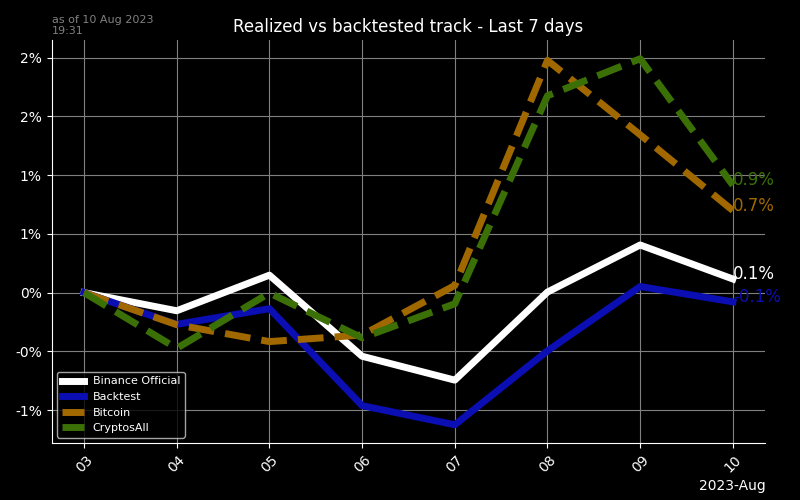 as of 10 Aug 2023
19:31
Realized vs backtested track - Last 7 days
2%
2%
1%
1%
0%
-0%
-1%
0.9%
0.7%
0.1%
-0.1%
Binance Official
Backtest
Bitcoin
CryptosAll
03
04
05
06
07
08
09
10
2023-Aug